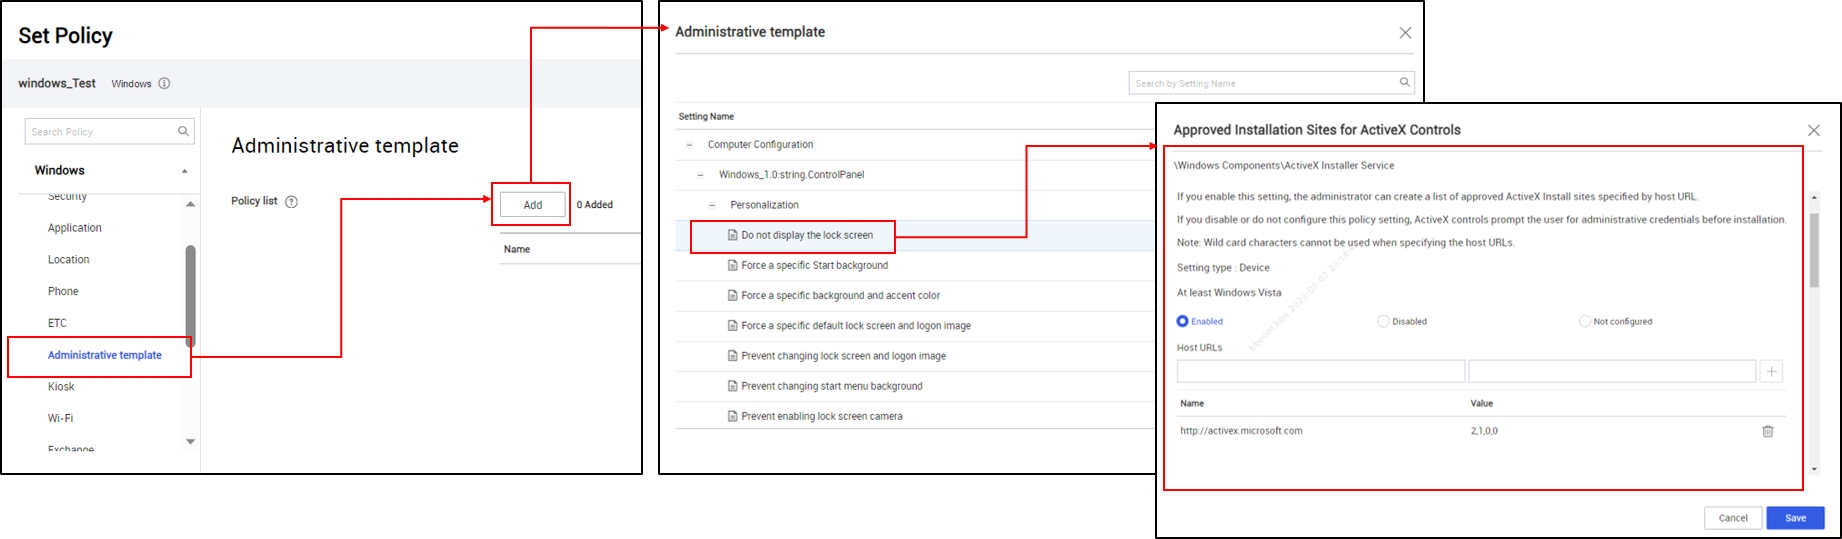 Set Policy
windows_Test Windows
Search Policy
Windows
Security
Application
Location
Phone
ETC
Administrative template
Kiosk
Wi-Fi
Exchange
Administrative template
Policy list ?
Add 0 Added
Name
Administrative template
Search by Setting Name
Setting Name
Computer Configuration
Windows_1.0:string.ControlPanel
Personalization
Do not display the lock screen
Force a specific Start background
Force a specific background and accent color
Force a specific default lock screen and logon image
Prevent changing lock screen and logon image
Prevent changing start menu background
Prevent enabling lock screen camera
Approved Installation Sites for ActiveX Controls
\Windows Components\ActiveX Installer Service
If you enable this setting, the administrator can create a list of approved ActiveX Install sites specified by host URL.
If you disable or do not configure this policy setting, ActiveX controls prompt the user for administrative credentials before installation.
Note: Wild card characters cannot be used when specifying the host URLs.
Setting type : Device
At least Windows Vista
Enabled Disabled Not configured
Host URLs
Name Value
http://activex.microsoft.com 2,1,0,0
Cancel Save